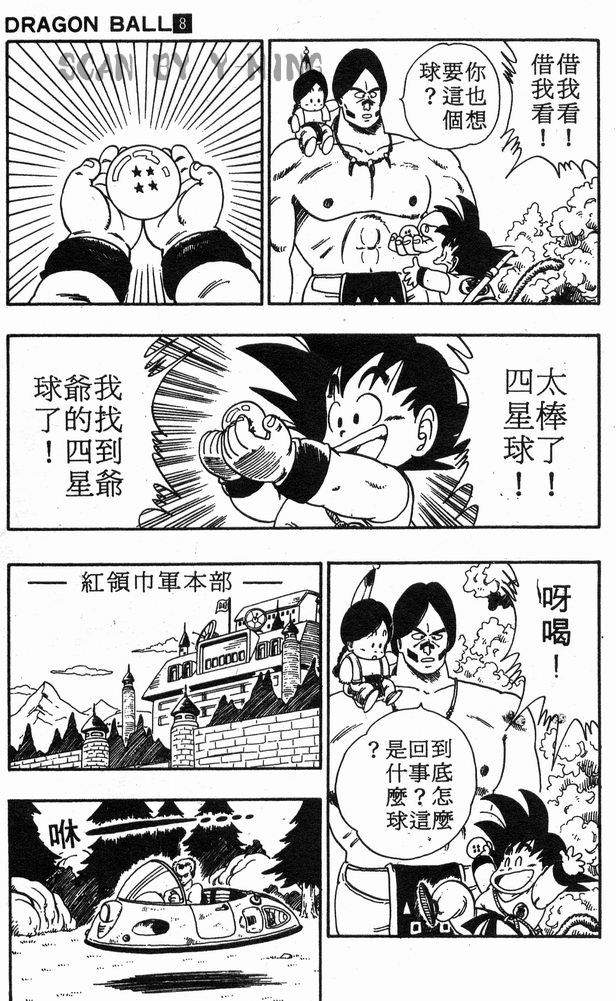 DRAGON BALL 8
SCAN BY Y MING
借我看！
借我看！
你也想
要這個
球？
太棒了！
四星球！
我找到爺
爺的四星
球了！
呀喝！
到底怎麼
回事？這
是什麼球
？
紅領巾軍本部
咻